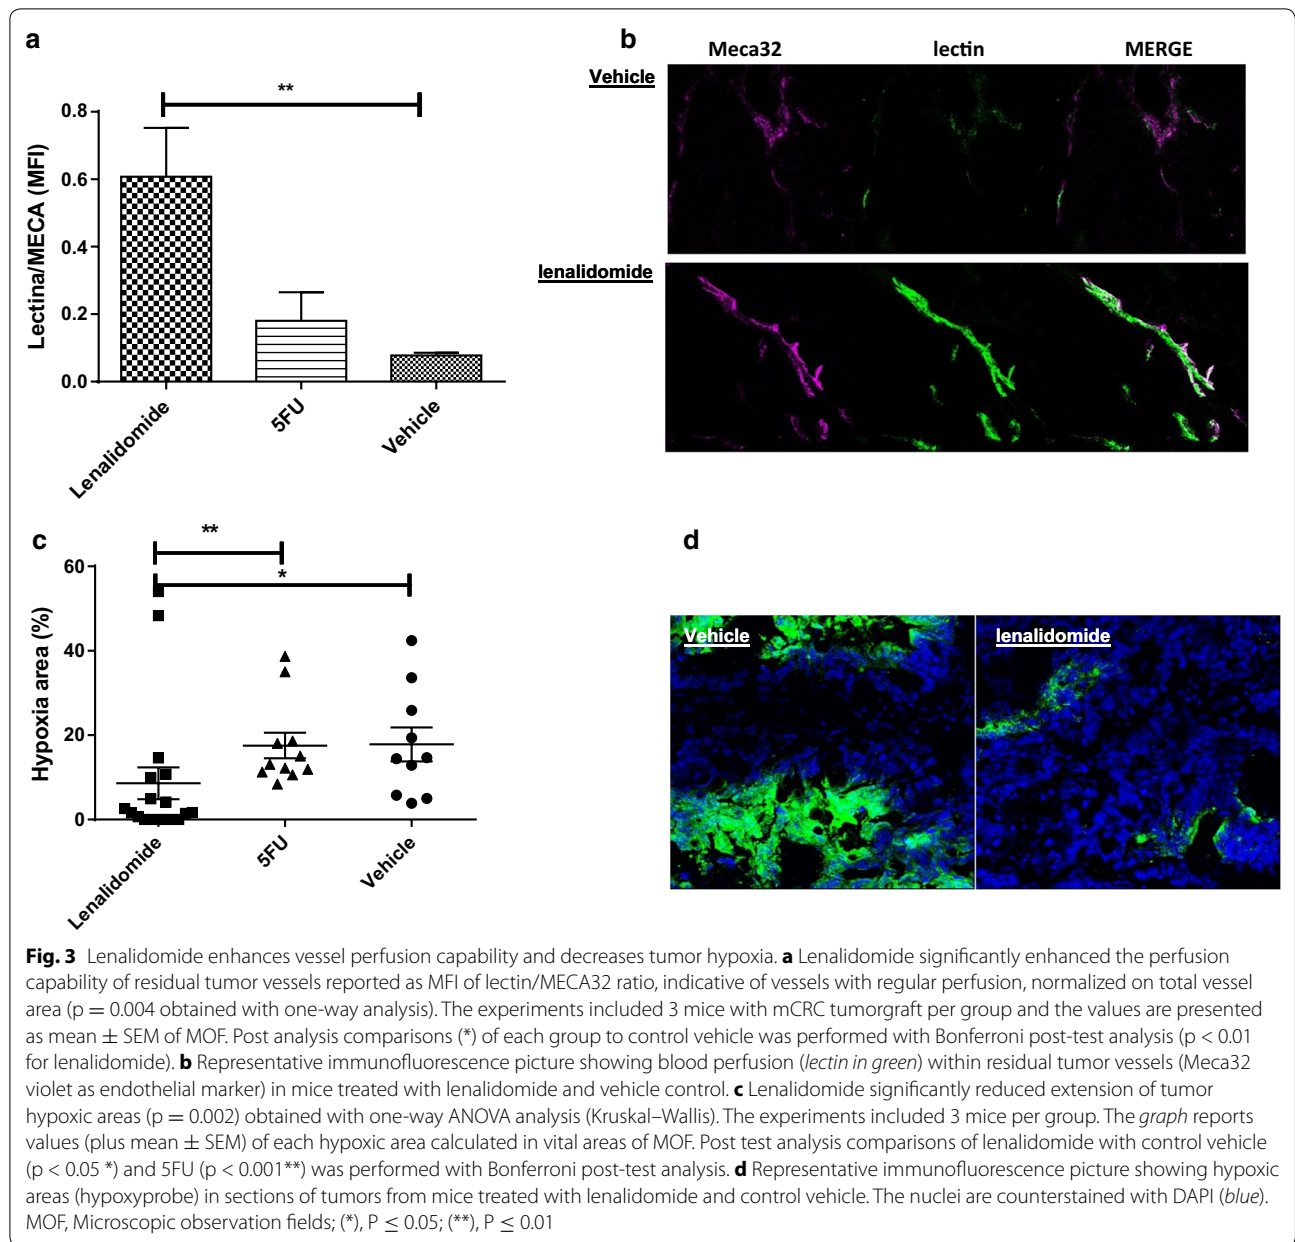 a
**
Lectina/MECA (MFI)
0.8
0.6
0.4
0.2
0.0
Lenalidomide
5FU
Vehicle
b
Meca32 lectin MERGE
Vehicle
lenalidomide
c
**
*
Hypoxia area (%)
60
40
20
0
Lenalidomide
5FU
Vehicle
d
Vehicle lenalidomide
Fig. 3 Lenalidomide enhances vessel perfusion capability and decreases tumor hypoxia. a Lenalidomide significantly enhanced the perfusion
capability of residual tumor vessels reported as MFI of lectin/MECA32 ratio, indicative of vessels with regular perfusion, normalized on total vessel
area (p = 0.004 obtained with one-way analysis). The experiments included 3 mice with mCRC tumorgraft per group and the values are presented
as mean ± SEM of MOF. Post analysis comparisons (*) of each group to control vehicle was performed with Bonferroni post-test analysis (p < 0.01
for lenalidomide). b Representative immunofluorescence picture showing blood perfusion (lectin in green) within residual tumor vessels (Meca32
violet as endothelial marker) in mice treated with lenalidomide and vehicle control. c Lenalidomide significantly reduced extension of tumor
hypoxic areas (p = 0.002) obtained with one-way ANOVA analysis (Kruskal–Wallis). The experiments included 3 mice per group. The graph reports
values (plus mean ± SEM) of each hypoxic area calculated in vital areas of MOF. Post test analysis comparisons of lenalidomide with control vehicle
(p < 0.05 *) and 5FU (p < 0.001**) was performed with Bonferroni post-test analysis. d Representative immunofluorescence picture showing hypoxic
areas (hypoxyprobe) in sections of tumors from mice treated with lenalidomide and control vehicle. The nuclei are counterstained with DAPI (blue).
MOF, Microscopic observation fields; (*), P ≤ 0.05; (**), P ≤ 0.01